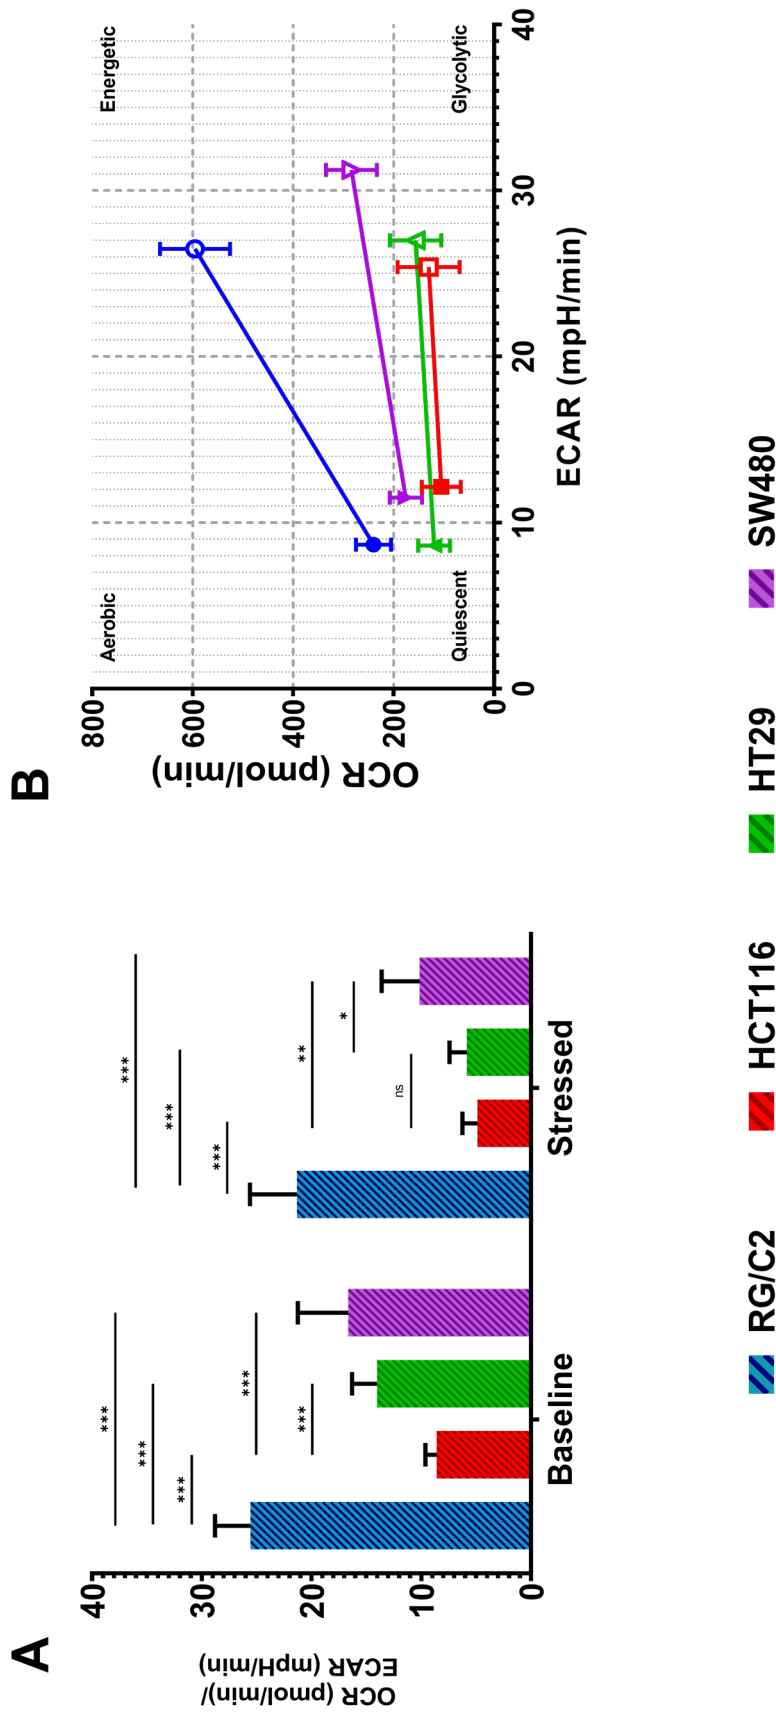 A
OCR (pmol/min)/
ECAR (mpH/min)
40
30
20
10
0
***
***
***
***
***
***
***
***
**
*
ns
Baseline
Stressed
B
OCR (pmol/min)
800
600
400
200
0
Aerobic
Energetic
Quiescent
Glycolytic
0
10
20
30
40
ECAR (mpH/min)
RG/C2
HCT116
HT29
SW480